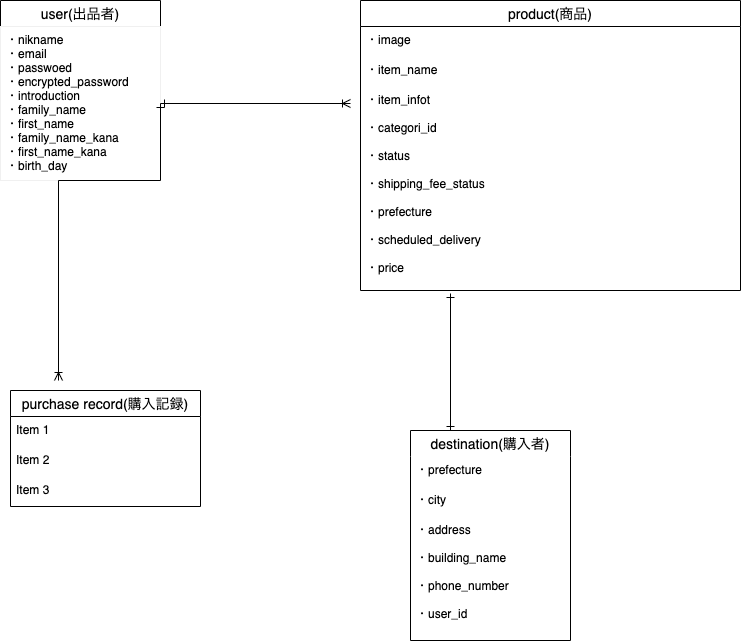 user(出品者)
・nikname
・email
・passwoed
・encrypted_password
・introduction
・family_name
・first_name
・family_name_kana
・first_name_kana
・birth_day
product(商品)
・image
・item_name
・item_infot
・categori_id
・status
・shipping_fee_status
・prefecture
・scheduled_delivery
・price
purchase record(購入記録)
Item 1
Item 2
Item 3
destination(購入者)
・prefecture
・city
・address
・building_name
・phone_number
・user_id